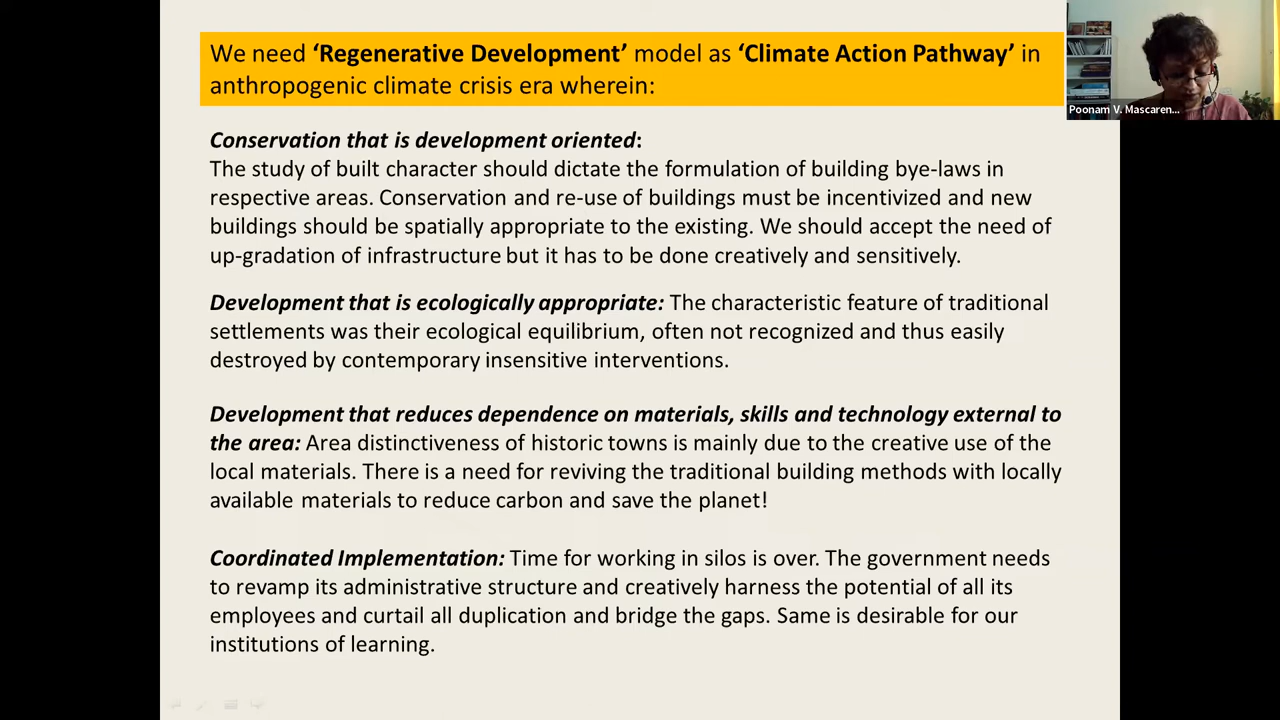 We need ‘Regenerative Development’ model as ‘Climate Action Pathway’ in
anthropogenic climate crisis era wherein:
Poonam V. Mascaren...
Conservation that is development oriented:
The study of built character should dictate the formulation of building bye-laws in
respective areas. Conservation and re-use of buildings must be incentivized and new
buildings should be spatially appropriate to the existing. We should accept the need of
up-gradation of infrastructure but it has to be done creatively and sensitively.
Development that is ecologically appropriate: The characteristic feature of traditional
settlements was their ecological equilibrium, often not recognized and thus easily
destroyed by contemporary insensitive interventions.
Development that reduces dependence on materials, skills and technology external to
the area: Area distinctiveness of historic towns is mainly due to the creative use of the
local materials. There is a need for reviving the traditional building methods with locally
available materials to reduce carbon and save the planet!
Coordinated Implementation: Time for working in silos is over. The government needs
to revamp its administrative structure and creatively harness the potential of all its
employees and curtail all duplication and bridge the gaps. Same is desirable for our
institutions of learning.